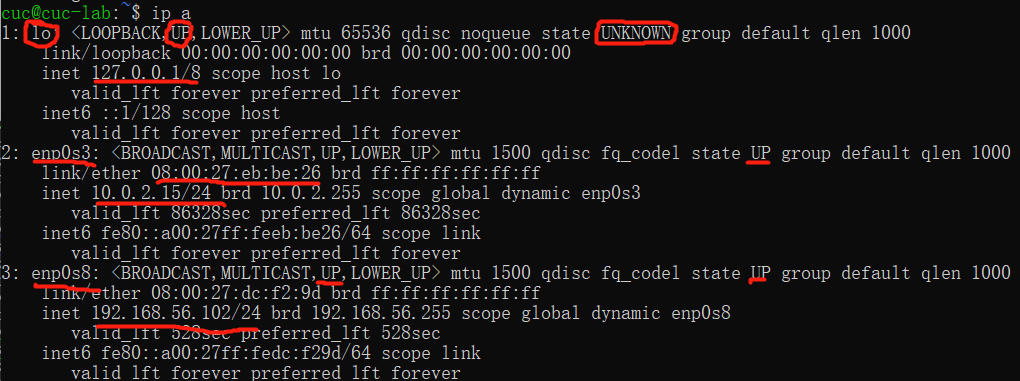 cuc@cuc-lab:~$ ip a
1: lo: <LOOPBACK,UP,LOWER_UP> mtu 65536 qdisc noqueue state UNKNOWN group default qlen 1000
    link/loopback 00:00:00:00:00:00 brd 00:00:00:00:00:00
    inet 127.0.0.1/8 scope host lo
       valid_lft forever preferred_lft forever
    inet6 ::1/128 scope host
       valid_lft forever preferred_lft forever
2: enp0s3: <BROADCAST,MULTICAST,UP,LOWER_UP> mtu 1500 qdisc fq_codel state UP group default qlen 1000
    link/ether 08:00:27:eb:be:26 brd ff:ff:ff:ff:ff:ff
    inet 10.0.2.15/24 brd 10.0.2.255 scope global dynamic enp0s3
       valid_lft 86328sec preferred_lft 86328sec
    inet6 fe80::a00:27ff:feeb:be26/64 scope link
       valid_lft forever preferred_lft forever
3: enp0s8: <BROADCAST,MULTICAST,UP,LOWER_UP> mtu 1500 qdisc fq_codel state UP group default qlen 1000
    link/ether 08:00:27:dc:f2:9d brd ff:ff:ff:ff:ff:ff
    inet 192.168.56.102/24 brd 192.168.56.255 scope global dynamic enp0s8
       valid_lft 528sec preferred_lft 528sec
    inet6 fe80::a00:27ff:fedc:f29d/64 scope link
       valid_lft forever preferred_lft forever